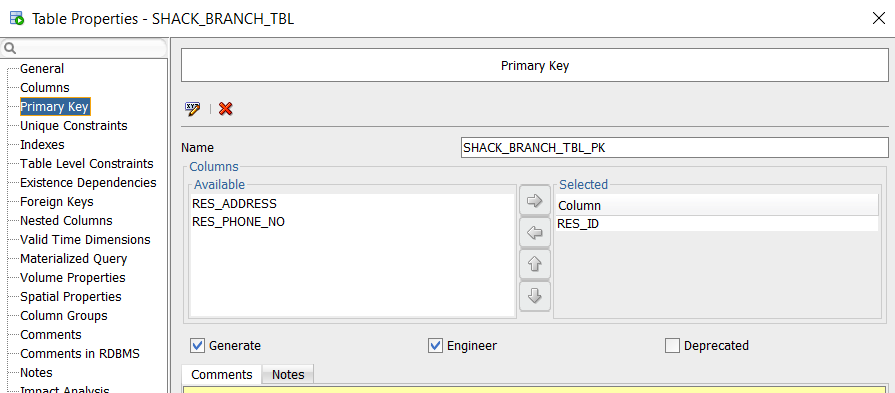 Table Properties - SHACK_BRANCH_TBL
General
Columns
Primary Key
Unique Constraints
Indexes
Table Level Constraints
Existence Dependencies
Foreign Keys
Nested Columns
Valid Time Dimensions
Materialized Query
Volume Properties
Spatial Properties
Column Groups
Comments
Comments in RDBMS
Notes
Impact Analysis
Primary Key
Name SHACK_BRANCH_TBL_PK
Columns
Available
RES_ADDRESS
RES_PHONE_NO
Selected
Column
RES_ID
Generate Engineer Deprecated
Comments Notes